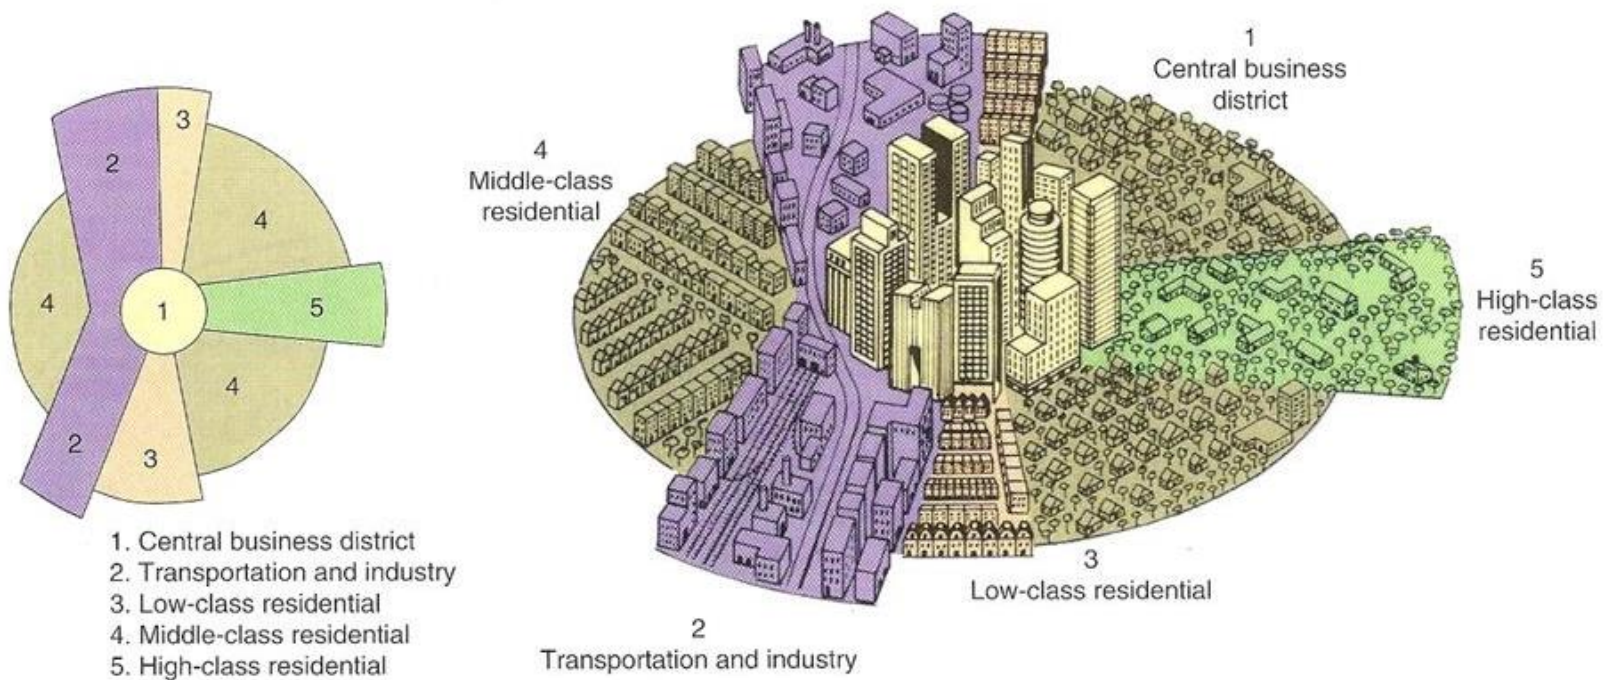 2
3
4
4
1
5
4
2
3
1. Central business district
2. Transportation and industry
3. Low-class residential
4. Middle-class residential
5. High-class residential
1
Central business
district
4
Middle-class
residential
5
High-class
residential
3
Low-class residential
2
Transportation and industry